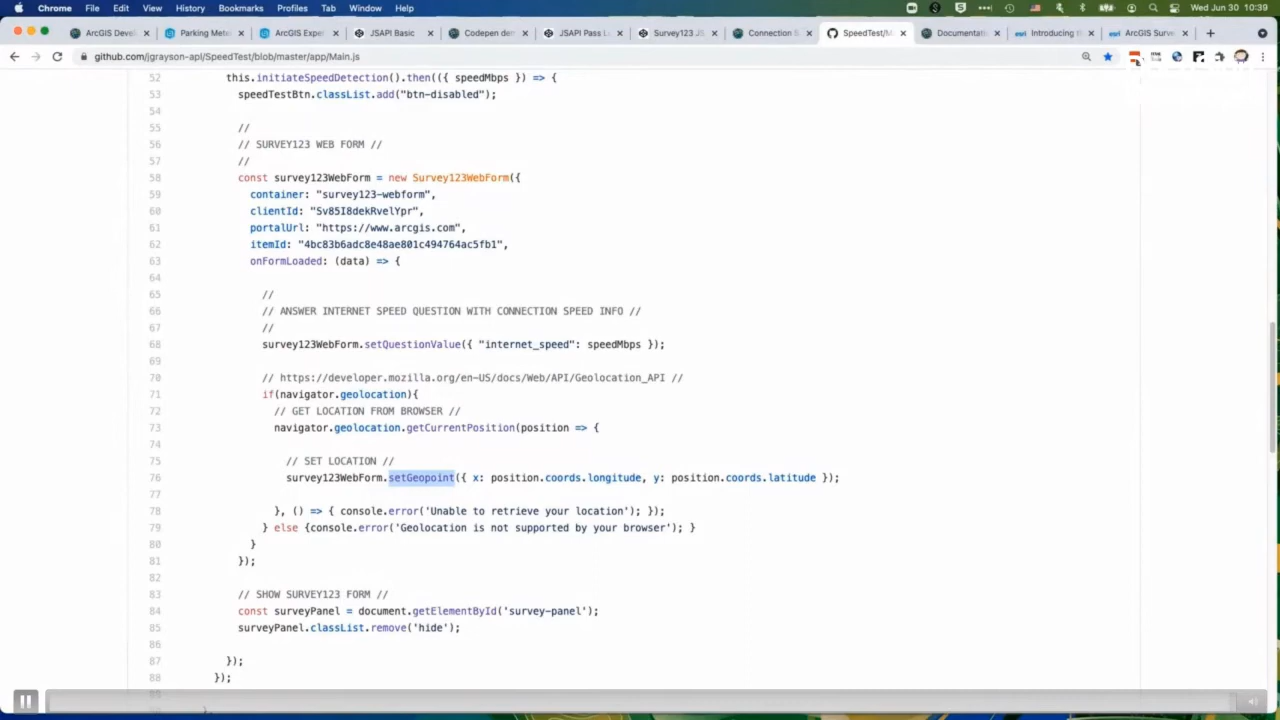 Chrome File Edit View History Bookmarks Profiles Tab Window Help Wed Jun 30 10:39
ArcGIS Devel Parking Mete ArcGIS Exper JSAPI Basic Codepen dem JSAPI Pass L Survey123 JS Connection S SpeedTest/M Documentati Introducing th ArcGIS Surve
github.com/jgrayson-apl/SpeedTest/blob/master/app/Main.js
52 this.initiateSpeedDetection().then(({ speedMbps }) => {
53 speedTestBtn.classList.add("btn-disabled");
54
55 //
56 // SURVEY123 WEB FORM //
57 //
58 const survey123WebForm = new Survey123WebForm({
59 container: "survey123-webform",
60 clientId: "Sv85I8dekRvelYpr",
61 portalUrl: "https://www.arcgis.com",
62 itemId: "4bc83b6adc8e48ae801c494764ac5fb1",
63 onFormLoaded: (data) => {
64
65 //
66 // ANSWER INTERNET SPEED QUESTION WITH CONNECTION SPEED INFO //
67 //
68 survey123WebForm.setQuestionValue({ "internet_speed": speedMbps });
69
70 // https://developer.mozilla.org/en-US/docs/Web/API/Geolocation_API //
71 if(navigator.geolocation){
72 // GET LOCATION FROM BROWSER //
73 navigator.geolocation.getCurrentPosition(position => {
74
75 // SET LOCATION //
76 survey123WebForm.setGeopoint({ x: position.coords.longitude, y: position.coords.latitude });
77
78 }, () => { console.error('Unable to retrieve your location'); });
79 } else {console.error('Geolocation is not supported by your browser'); }
80 }
81 });
82
83 // SHOW SURVEY123 FORM //
84 const surveyPanel = document.getElementById('survey-panel');
85 surveyPanel.classList.remove('hide');
86
87 });
88 });